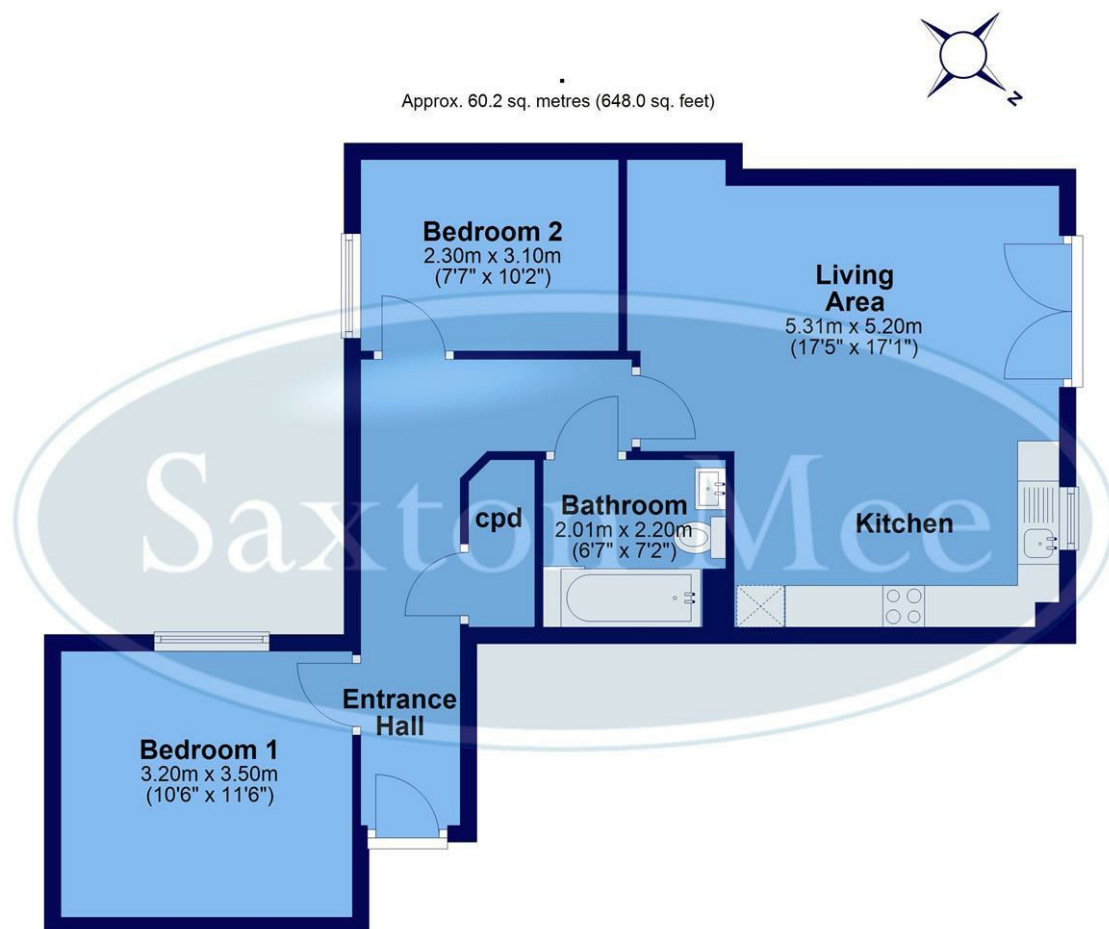 N
Approx. 60.2 sq. metres (648.0 sq. feet)
Bedroom 2
2.30m x 3.10m
(7'7" x 10'2")
Living
Area
5.31m x 5.20m
(17'5" x 17'1")
Saxton Mee
cpd
Bathroom
2.01m x 2.20m
(6'7" x 7'2")
Kitchen
Entrance
Hall
Bedroom 1
3.20m x 3.50m
(10'6" x 11'6")